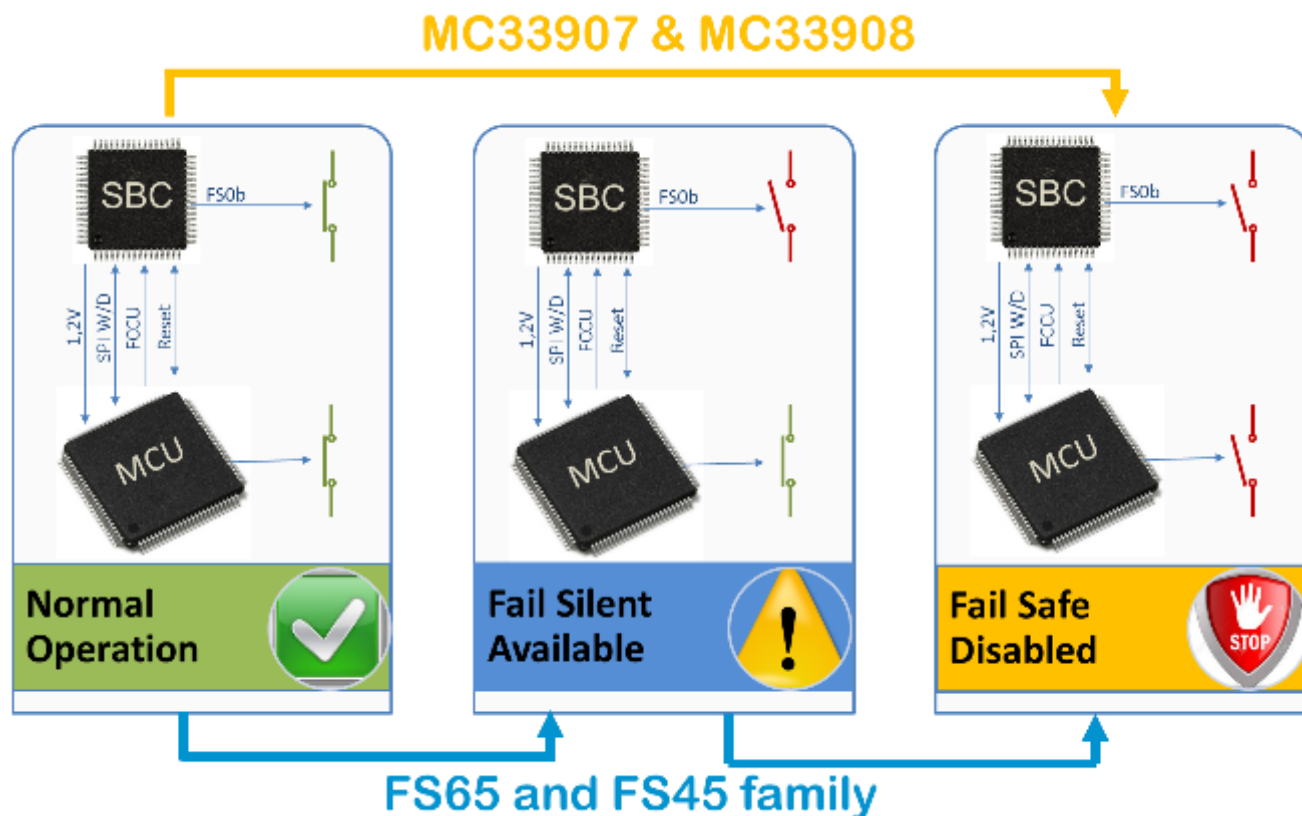 MC33907 & MC33908
SBC
FS0b
1,2V
SPI W/D
FCCU
Reset
MCU
Normal
Operation
SBC
FS0b
1,2V
SPI W/D
FCCU
Reset
MCU
Fail Silent
Available
!
SBC
FS0b
1,2V
SPI W/D
FCCU
Reset
MCU
Fail Safe
Disabled
STOP
FS65 and FS45 family